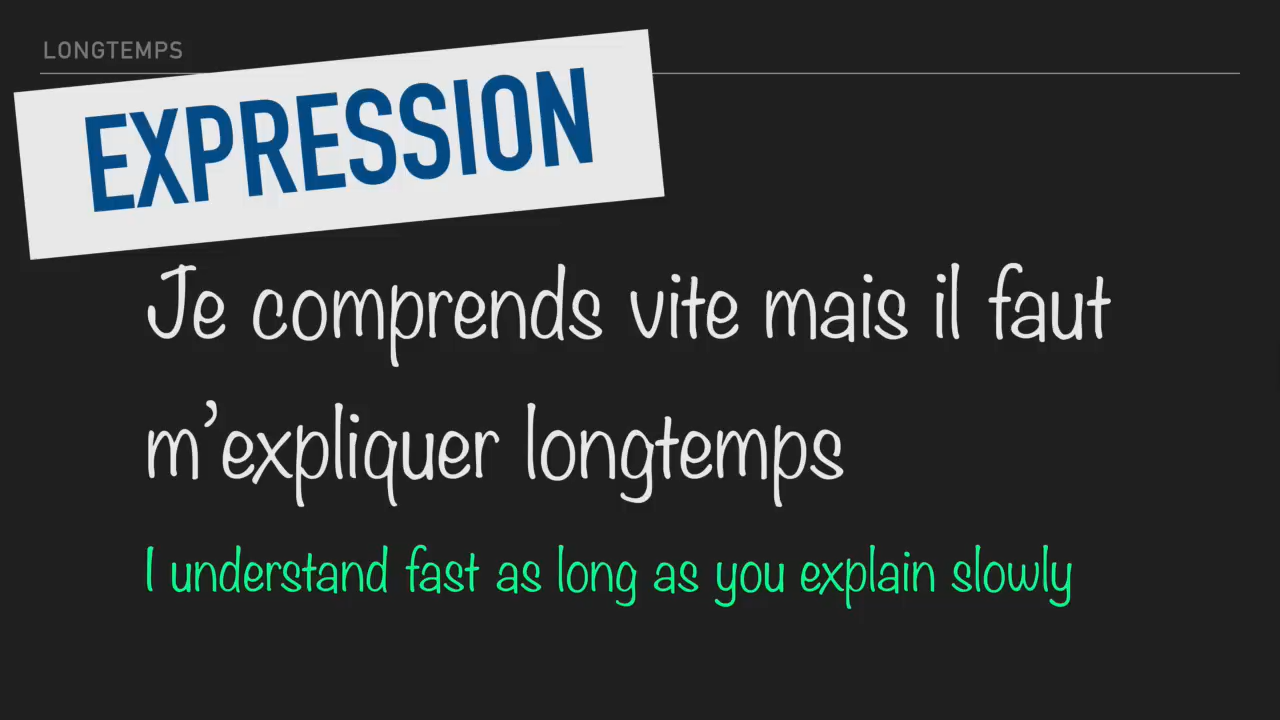 LONGTEMPS
EXPRESSION
Je comprends vite mais il faut
m’expliquer longtemps
I understand fast as long as you explain slowly